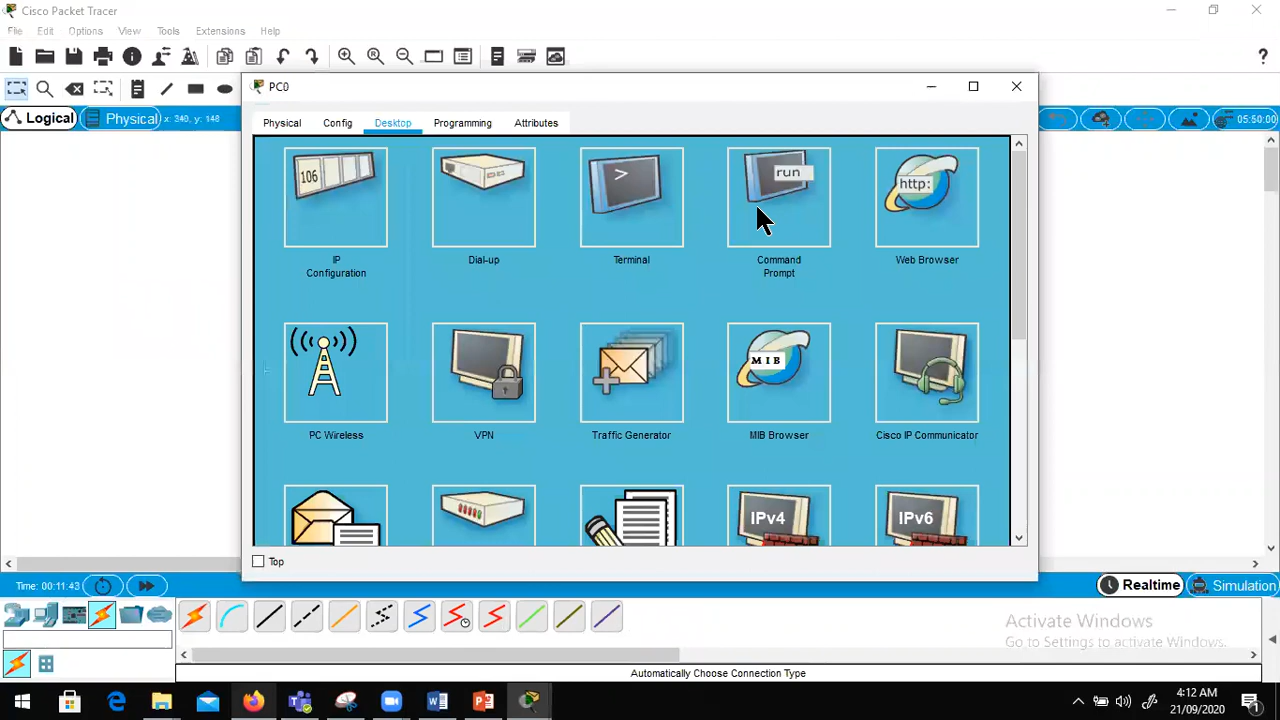 Cisco Packet Tracer
File Edit Options View Tools Extensions Help
PC0
Logical Physical x: 340, y: 148 05:50:00
Physical Config Desktop Programming Attributes
106 > run http:
IP Configuration Dial-up Terminal Command Prompt Web Browser
MIB
PC Wireless VPN Traffic Generator MIB Browser Cisco IP Communicator
IPv4 IPv6
Top
Time: 00:11:43 Realtime Simulation
Activate Windows
Go to Settings to activate Windows.
Automatically Choose Connection Type
4:12 AM
21/09/2020